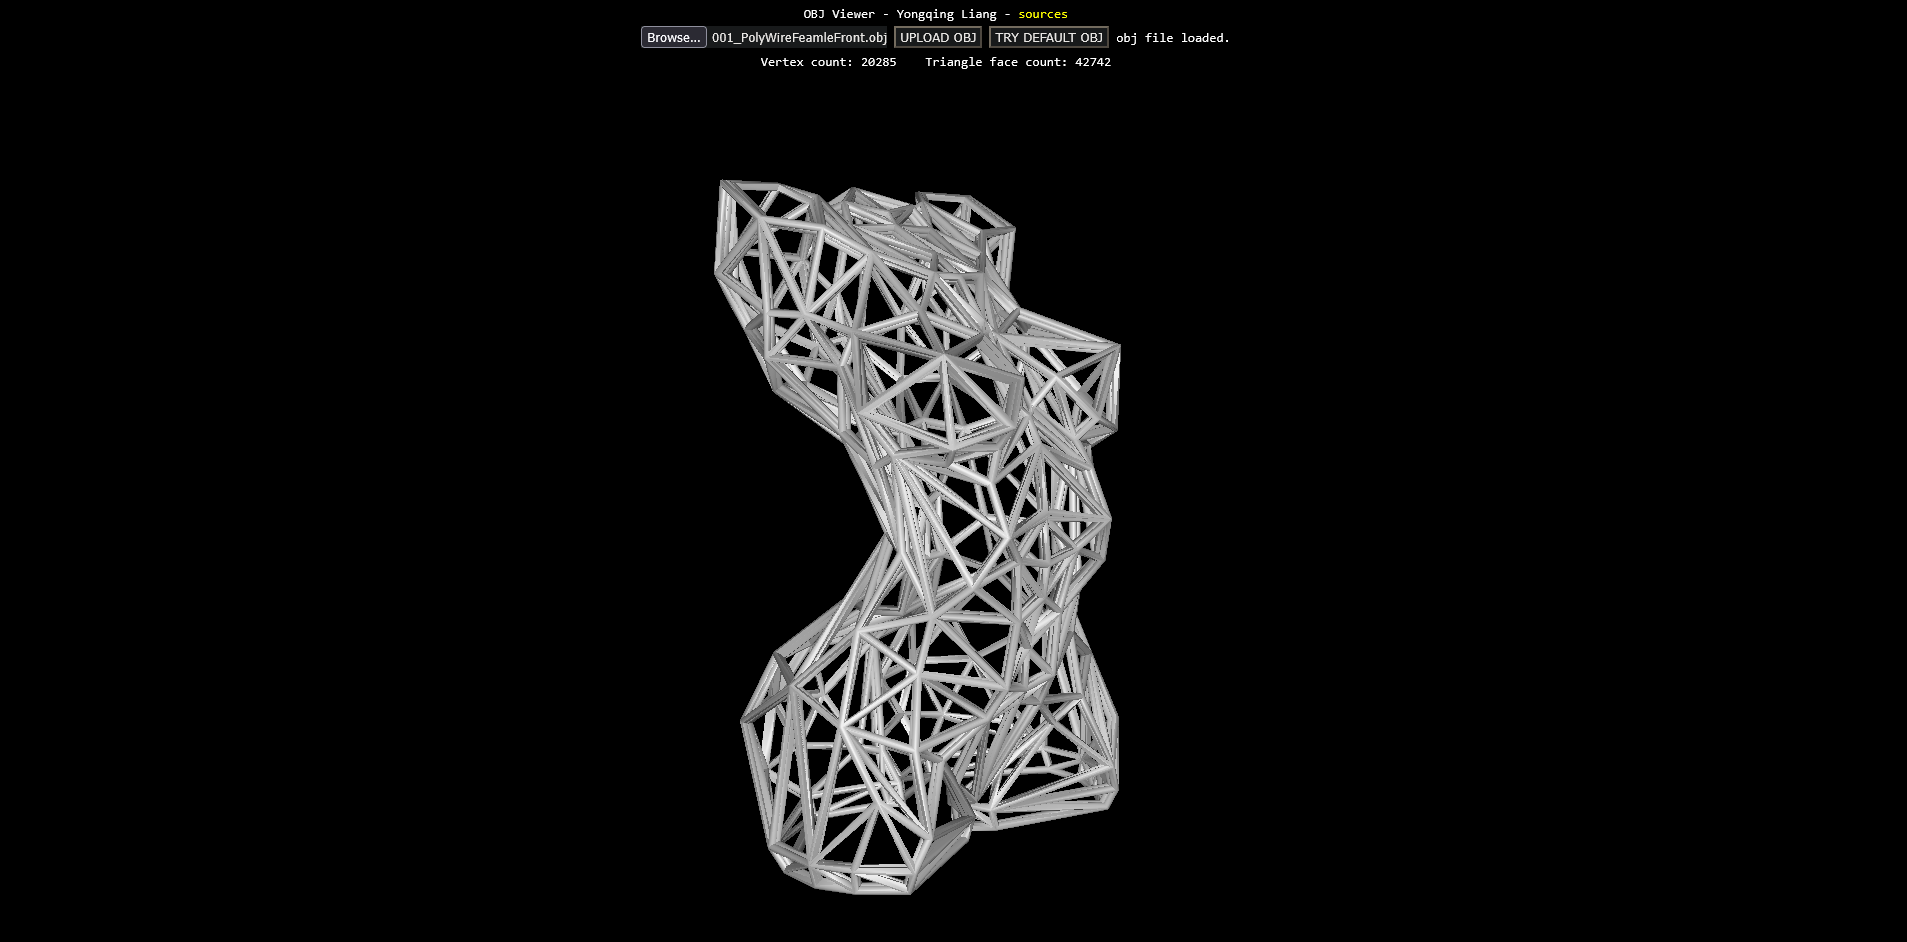 OBJ Viewer - Yongqing Liang - sources
Browse... 001_PolyWireFeamleFront.obj UPLOAD OBJ TRY DEFAULT OBJ obj file loaded.
Vertex count: 20285 Triangle face count: 42742